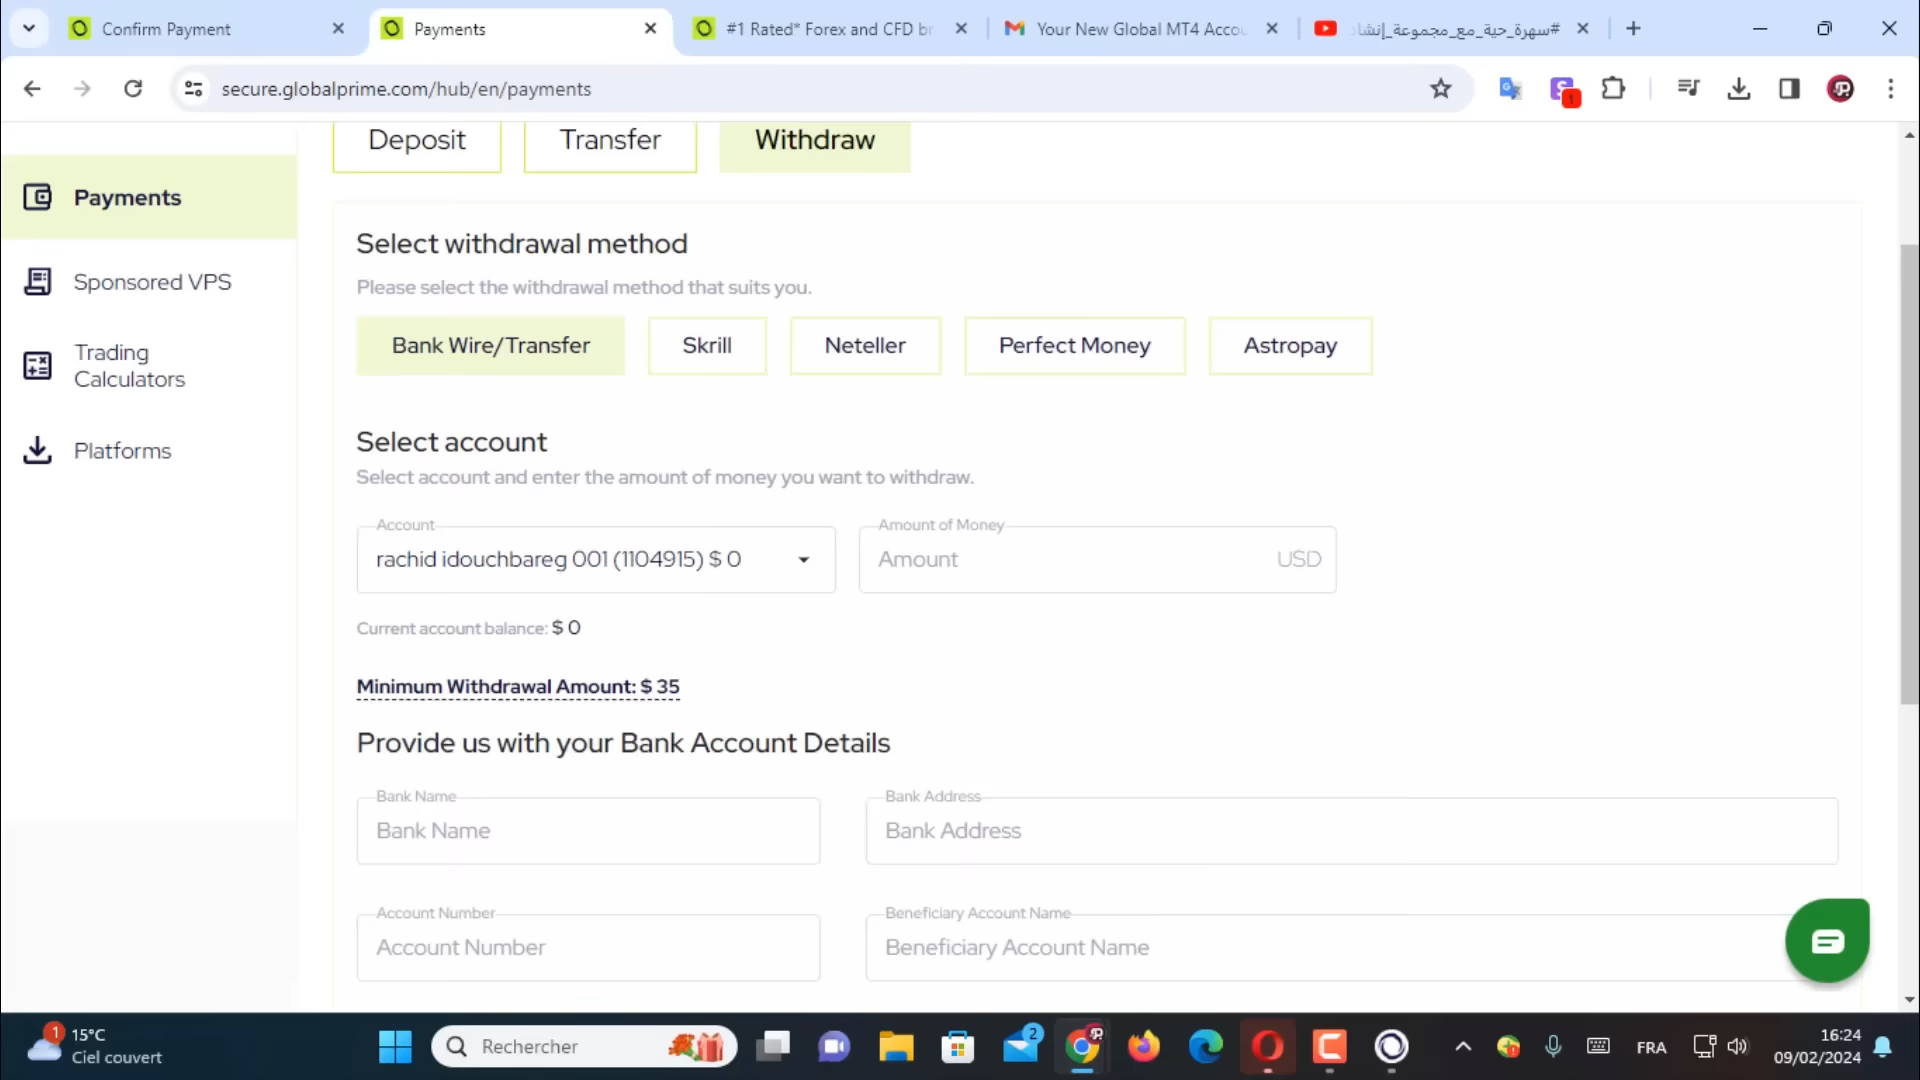 Confirm Payment
Payments
#1 Rated* Forex and CFD br
Your New Global MT4 Accou
#سهرة_حية_مع_مجموعة_إنشاد
secure.globalprime.com/hub/en/payments
1
Deposit
Transfer
Withdraw
Payments
Sponsored VPS
Trading
Calculators
Platforms
Select withdrawal method
Please select the withdrawal method that suits you.
Bank Wire/Transfer
Skrill
Neteller
Perfect Money
Astropay
Select account
Select account and enter the amount of money you want to withdraw.
Account
rachid idouchbareg 001 (1104915) $ 0
Amount of Money
Amount
USD
Current account balance: $ 0
Minimum Withdrawal Amount: $ 35
Provide us with your Bank Account Details
Bank Name
Bank Name
Bank Address
Bank Address
Account Number
Account Number
Beneficiary Account Name
Beneficiary Account Name
1
15°C
Ciel couvert
Rechercher
2
FRA
16:24
09/02/2024